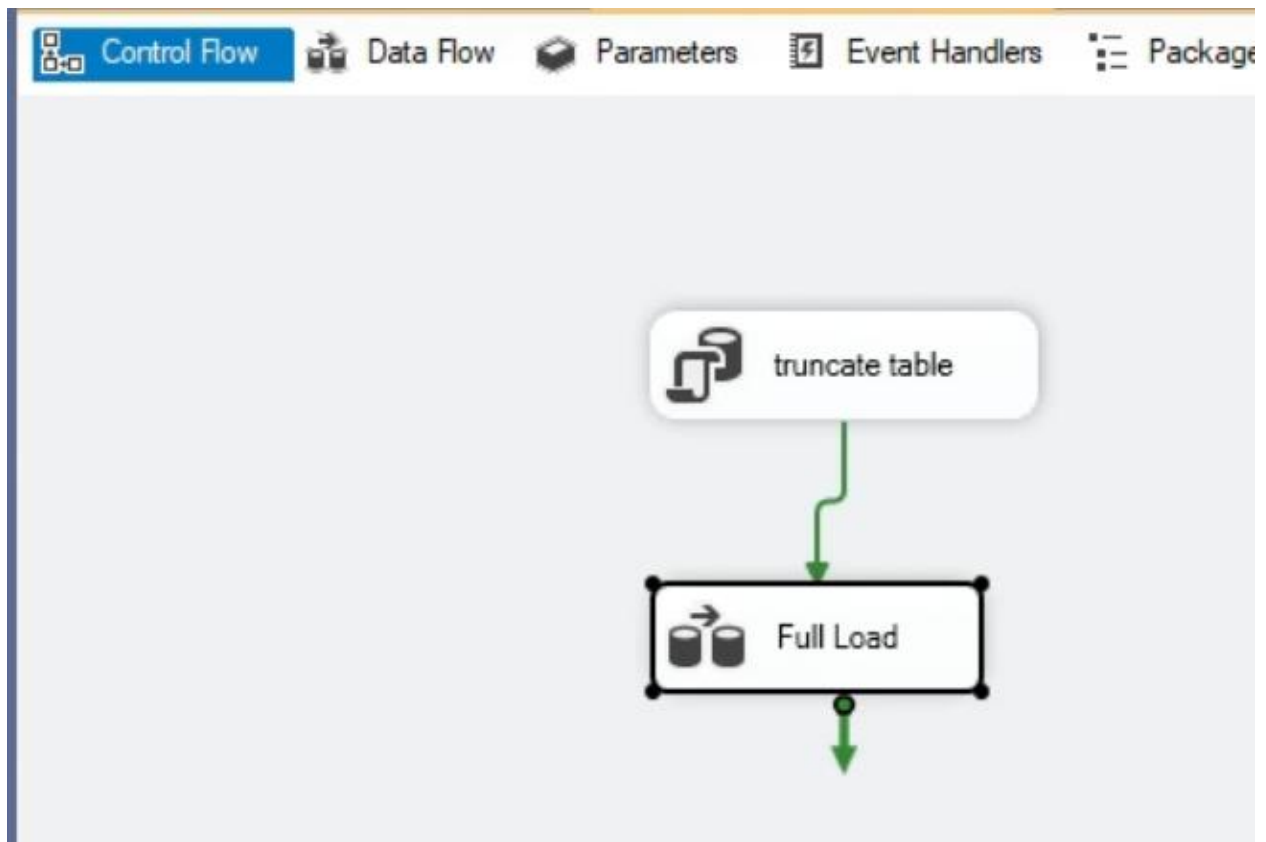 Control Flow Data Flow Parameters Event Handlers Package
truncate table
Full Load